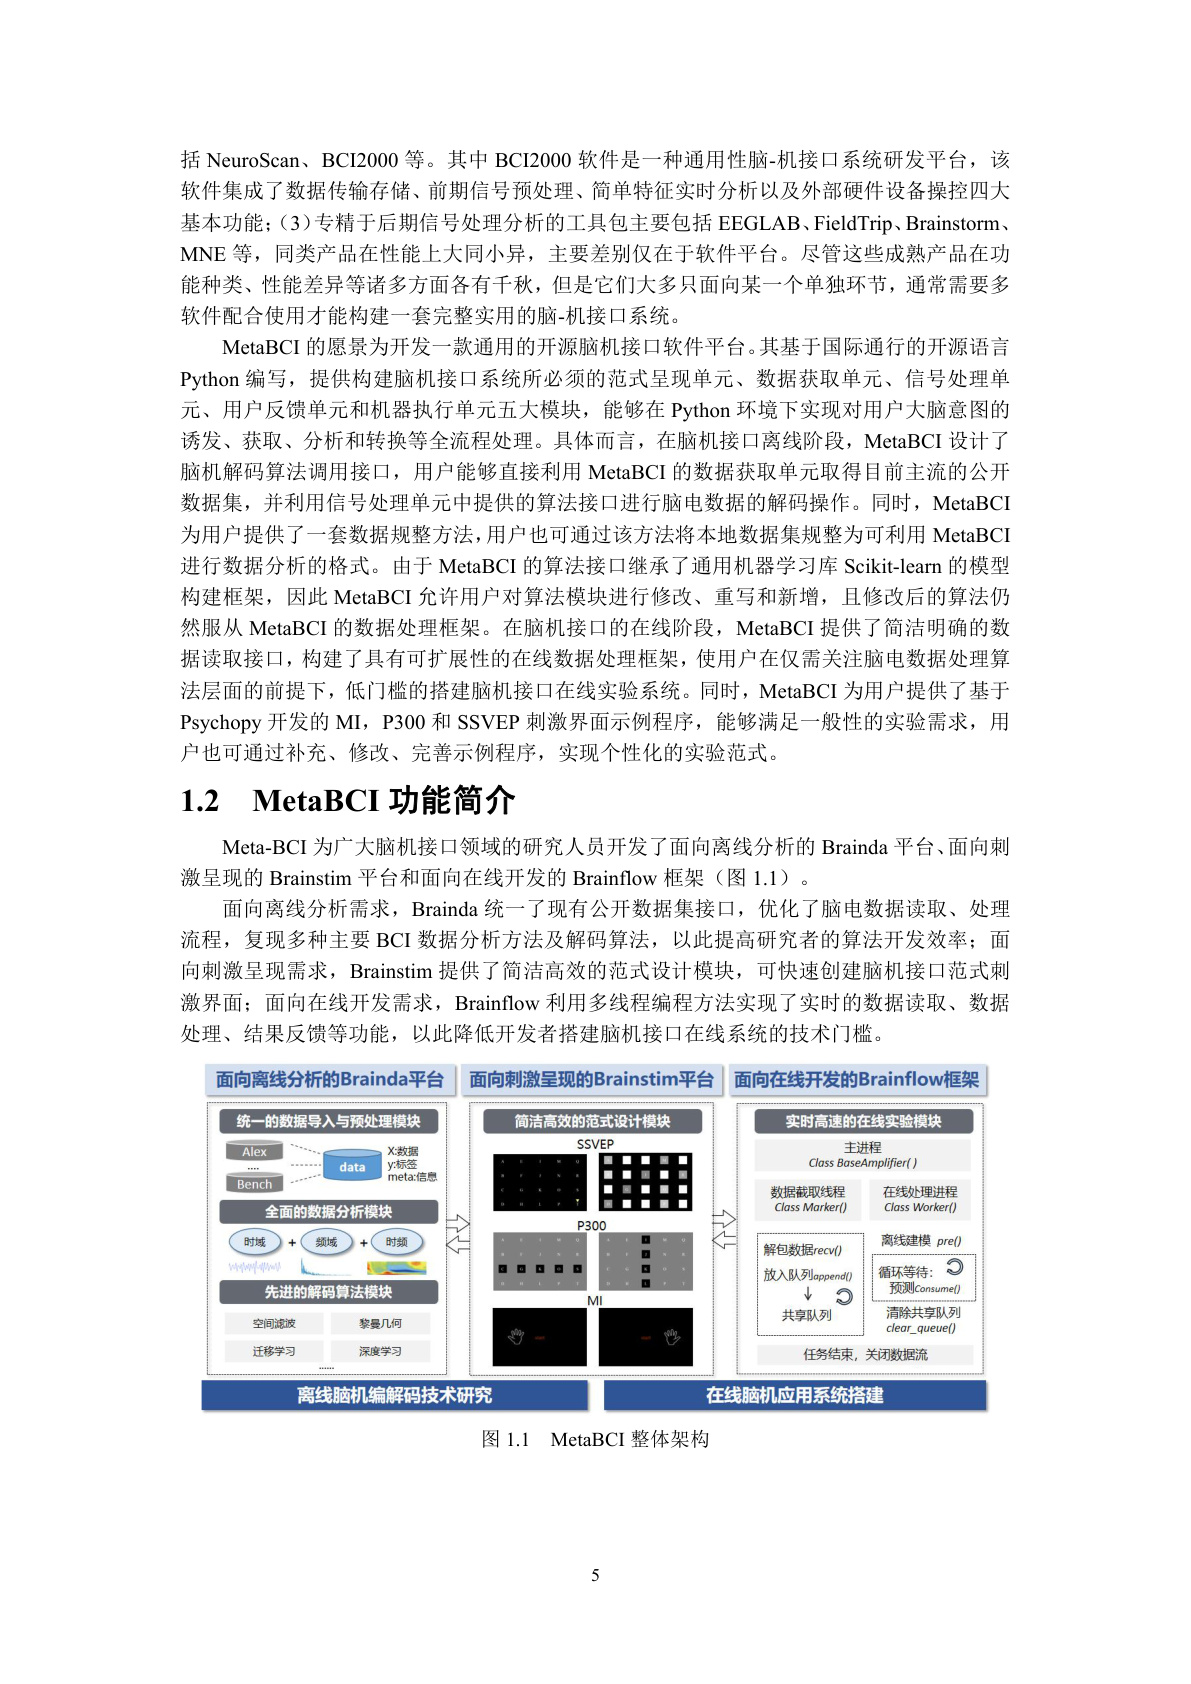 括 NeuroScan、BCI2000 等。其中 BCI2000 软件是一种通用性脑-机接口系统研发平台，该
软件集成了数据传输存储、前期信号预处理、简单特征实时分析以及外部硬件设备操控四大
基本功能；（3）专精于后期信号处理分析的工具包主要包括 EEGLAB、FieldTrip、Brainstorm、
MNE 等，同类产品在性能上大同小异，主要差别仅在于软件平台。尽管这些成熟产品在功
能种类、性能差异等诸多方面各有千秋，但是它们大多只面向某一个单独环节，通常需要多
软件配合使用才能构建一套完整实用的脑-机接口系统。
MetaBCI 的愿景为开发一款通用的开源脑机接口软件平台。其基于国际通行的开源语言
Python 编写，提供构建脑机接口系统所必须的范式呈现单元、数据获取单元、信号处理单
元、用户反馈单元和机器执行单元五大模块，能够在 Python 环境下实现对用户大脑意图的
诱发、获取、分析和转换等全流程处理。具体而言，在脑机接口离线阶段，MetaBCI 设计了
脑机解码算法调用接口，用户能够直接利用 MetaBCI 的数据获取单元取得目前主流的公开
数据集，并利用信号处理单元中提供的算法接口进行脑电数据的解码操作。同时，MetaBCI
为用户提供了一套数据规整方法，用户也可通过该方法将本地数据集规整为可利用 MetaBCI
进行数据分析的格式。由于 MetaBCI 的算法接口继承了通用机器学习库 Scikit-learn 的模型
构建框架，因此 MetaBCI 允许用户对算法模块进行修改、重写和新增，且修改后的算法仍
然服从 MetaBCI 的数据处理框架。在脑机接口的在线阶段，MetaBCI 提供了简洁明确的数
据读取接口，构建了具有可扩展性的在线数据处理框架，使用户在仅需关注脑电数据处理算
法层面的前提下，低门槛的搭建脑机接口在线实验系统。同时，MetaBCI 为用户提供了基于
Psychopy 开发的 MI，P300 和 SSVEP 刺激界面示例程序，能够满足一般性的实验需求，用
户也可通过补充、修改、完善示例程序，实现个性化的实验范式。
1.2 MetaBCI 功能简介
Meta-BCI 为广大脑机接口领域的研究人员开发了面向离线分析的 Brainda 平台、面向刺
激呈现的 Brainstim 平台和面向在线开发的 Brainflow 框架（图 1.1）。
面向离线分析需求，Brainda 统一了现有公开数据集接口，优化了脑电数据读取、处理
流程，复现多种主要 BCI 数据分析方法及解码算法，以此提高研究者的算法开发效率；面
向刺激呈现需求，Brainstim 提供了简洁高效的范式设计模块，可快速创建脑机接口范式刺
激界面；面向在线开发需求，Brainflow 利用多线程编程方法实现了实时的数据读取、数据
处理、结果反馈等功能，以此降低开发者搭建脑机接口在线系统的技术门槛。
面向离线分析的Brainda平台
统一的数据导入与预处理模块
Alex
....
Bench
data
X:数据
y:标签
meta:信息
全面的数据分析模块
时域 + 频域 + 时频
先进的解码算法模块
空间滤波 黎曼几何
迁移学习 深度学习
......
面向刺激呈现的Brainstim平台
简洁高效的范式设计模块
SSVEP
P300
MI
面向在线开发的Brainflow框架
实时高速的在线实验模块
主进程
Class BaseAmplifier( )
数据截取线程
Class Marker()
在线处理进程
Class Worker()
解包数据recv()
放入队列append()
↓
共享队列
离线建模 pre()
循环等待：
预测Consume()
清除共享队列
clear_queue()
任务结束，关闭数据流
离线脑机编解码技术研究
在线脑机应用系统搭建
图 1.1 MetaBCI 整体架构
5